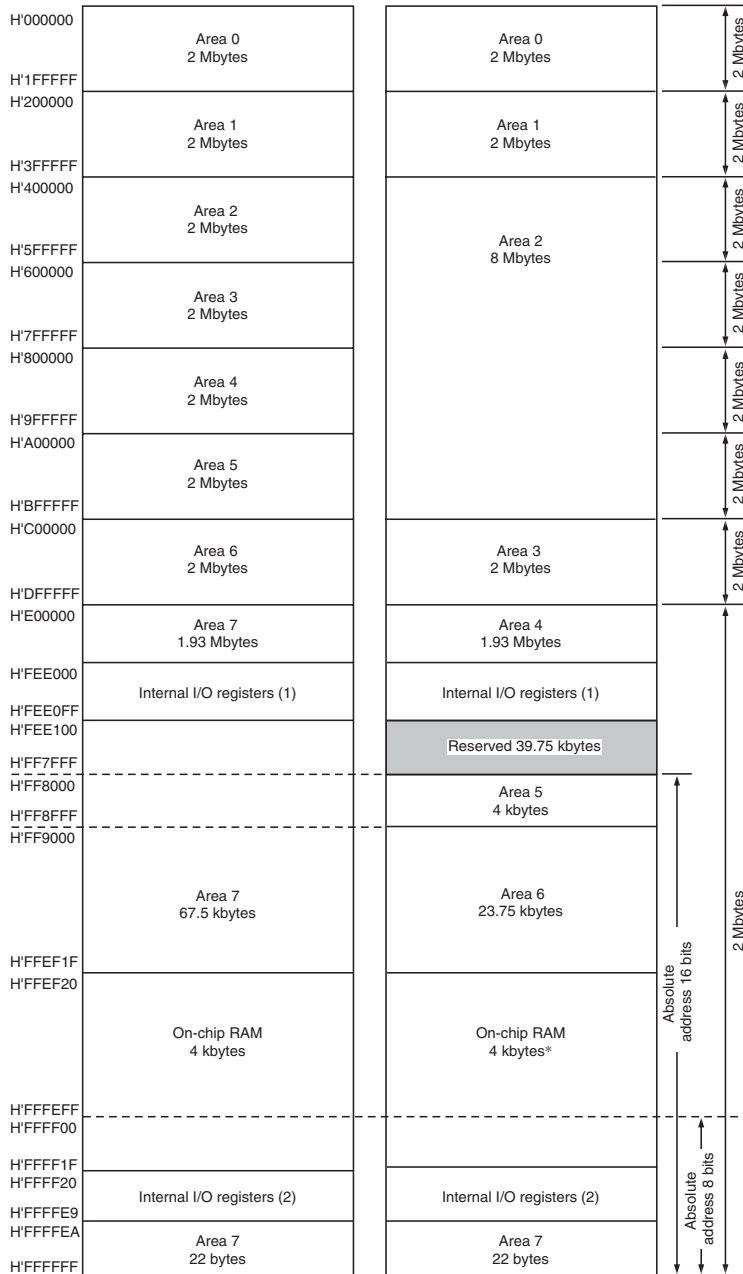 H'000000
Area 0
2 Mbytes
Area 0
2 Mbytes
2 Mbytes
H'1FFFFF
H'200000
Area 1
2 Mbytes
Area 1
2 Mbytes
2 Mbytes
H'3FFFFF
H'400000
Area 2
2 Mbytes
Area 2
8 Mbytes
2 Mbytes
H'5FFFFF
H'600000
Area 3
2 Mbytes
2 Mbytes
H'7FFFFF
H'800000
Area 4
2 Mbytes
2 Mbytes
H'9FFFFF
H'A00000
Area 5
2 Mbytes
2 Mbytes
H'BFFFFF
H'C00000
Area 6
2 Mbytes
Area 3
2 Mbytes
2 Mbytes
H'DFFFFF
H'E00000
Area 7
1.93 Mbytes
Area 4
1.93 Mbytes
H'FEE000
Internal I/O registers (1)
Internal I/O registers (1)
H'FEE0FF
H'FEE100
Reserved 39.75 kbytes
H'FF7FFF
H'FF8000
Area 5
4 kbytes
H'FF8FFF
H'FF9000
Area 7
67.5 kbytes
Area 6
23.75 kbytes
2 Mbytes
Absolute
address 16 bits
H'FFEF1F
H'FFEF20
On-chip RAM
4 kbytes
On-chip RAM
4 kbytes*
H'FFFEFF
H'FFFF00
H'FFFF1F
H'FFFF20
Internal I/O registers (2)
Internal I/O registers (2)
Absolute
address 8 bits
H'FFFFE9
H'FFFFEA
Area 7
22 bytes
Area 7
22 bytes
H'FFFFFF